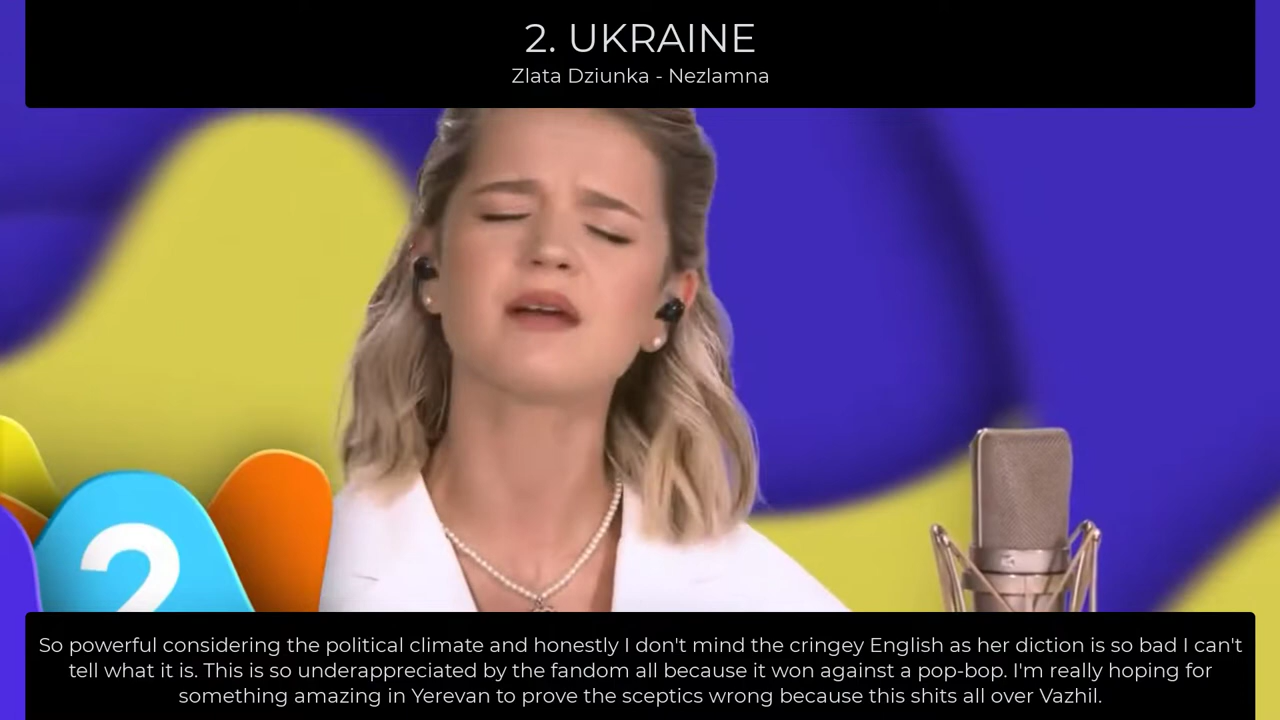 2. UKRAINE
Zlata Dziunka - Nezlamna
2
So powerful considering the political climate and honestly I don't mind the cringey English as her diction is so bad I can't
tell what it is. This is so underappreciated by the fandom all because it won against a pop-bop. I'm really hoping for
something amazing in Yerevan to prove the sceptics wrong because this shits all over Vazhil.